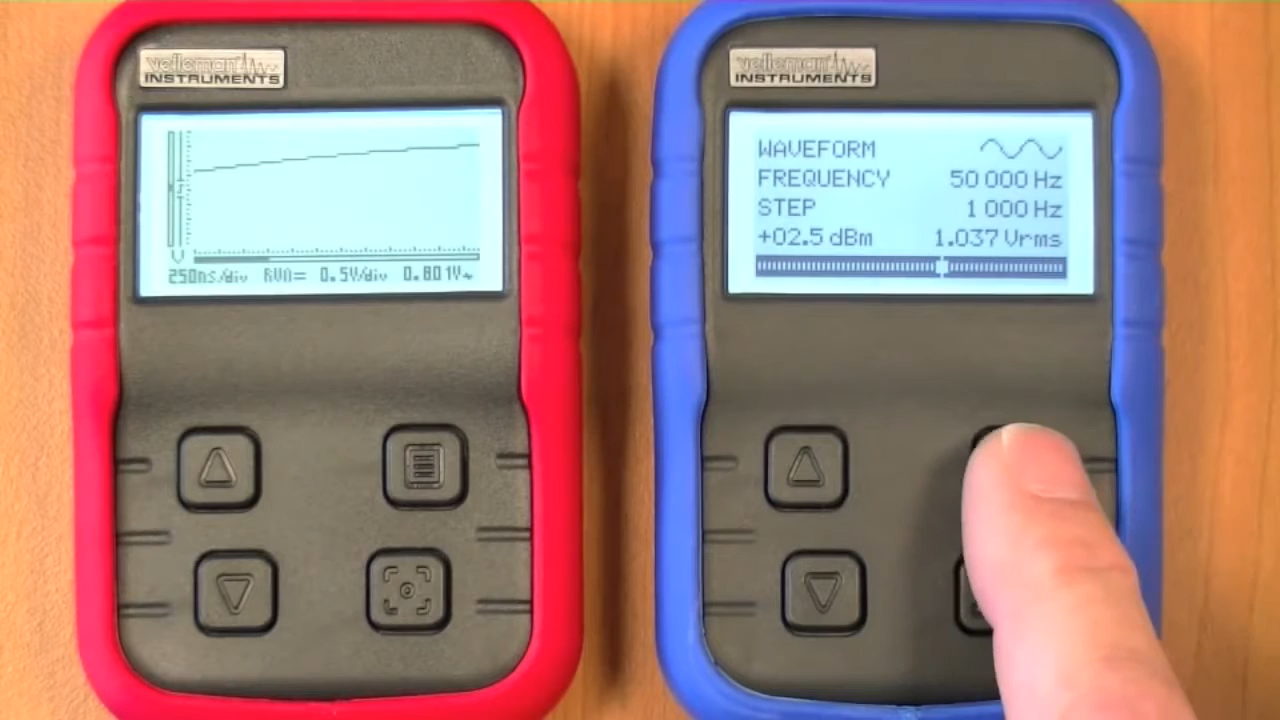 velleman
INSTRUMENTS
250ns/div RUN= 0.5V/div 0.801V~
velleman
INSTRUMENTS
WAVEFORM
FREQUENCY 50 000 Hz
STEP 1 000 Hz
+02.5 dBm 1.037 Vrms